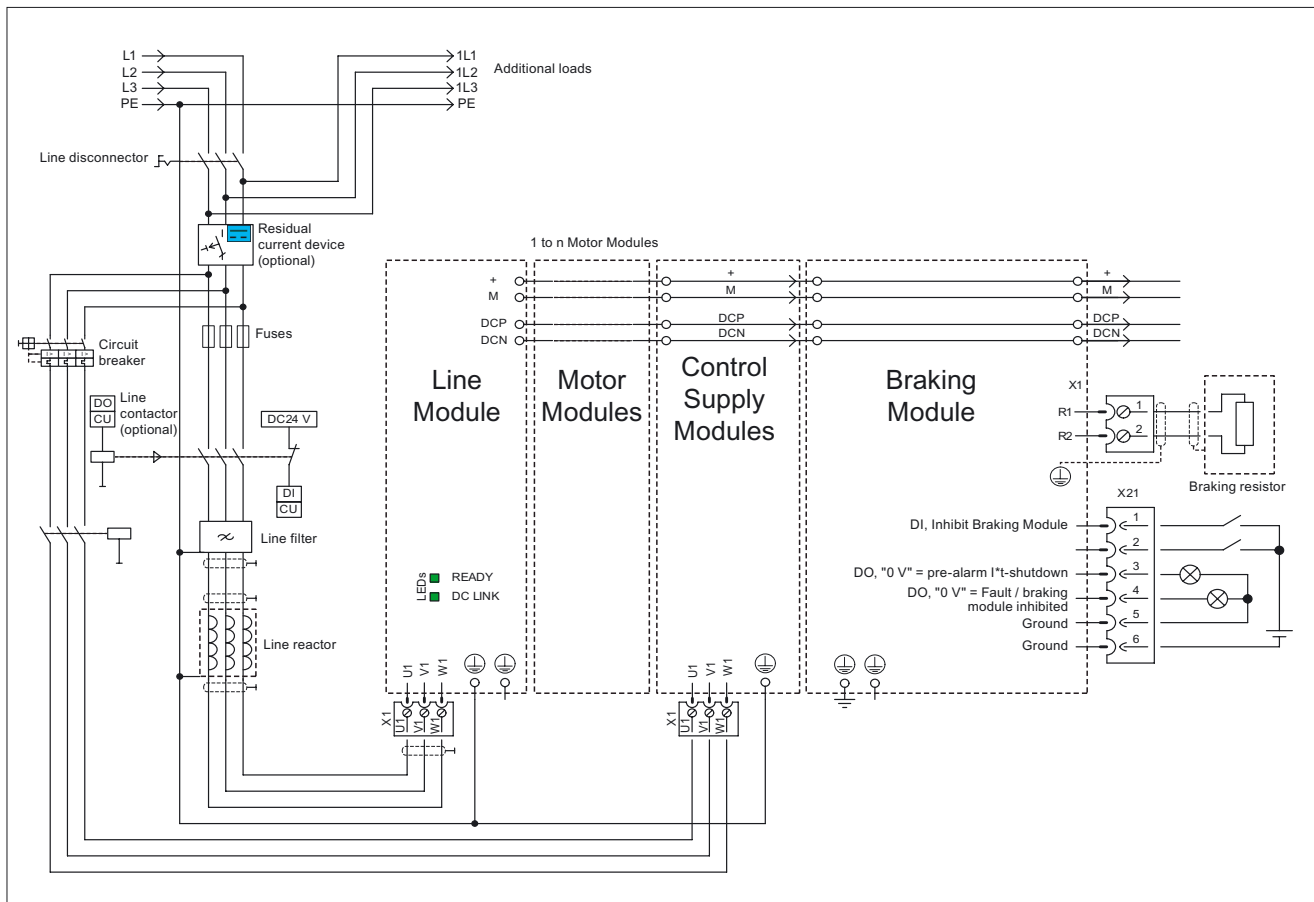 L1
L2
L3
PE
1L1
1L2
1L3
PE
Additional loads
Line disconnector
Residual
current device
(optional)
1 to n Motor Modules
Fuses
Circuit
breaker
I >
I >
I >
DO
CU
Line
contactor
(optional)
DC24 V
DI
CU
Line filter
Line reactor
+
M
DCP
DCN
Line
Module
LEDs
READY
DC LINK
U1
V1
W1
X1
U1
V1
W1
Motor
Modules
+
M
DCP
DCN
Control
Supply
Modules
U1
V1
W1
X1
U1
V1
W1
Braking
Module
+
M
DCP
DCN
X1
R1
1
R2
2
Braking resistor
X21
DI, Inhibit Braking Module
1
2
DO, "0 V" = pre-alarm I*t-shutdown
3
DO, "0 V" = Fault / braking
module inhibited
4
Ground
5
Ground
6